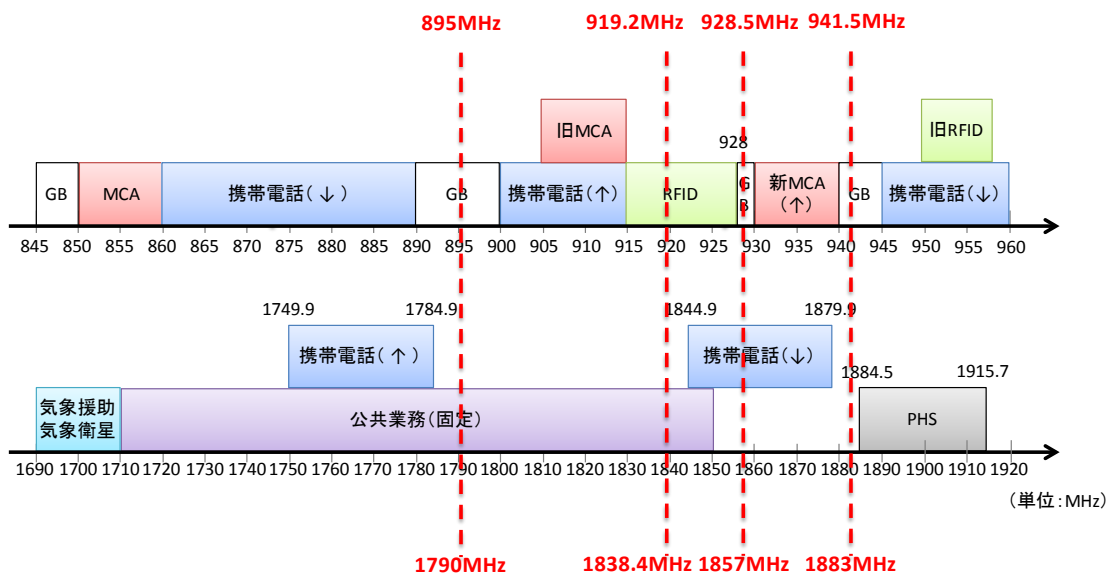 895MHz 919.2MHz 928.5MHz 941.5MHz
旧MCA 旧RFID
928
GB MCA 携帯電話(↓) GB 携帯電話(↑) RFID GB 新MCA(↑) GB 携帯電話(↓)
845 850 855 860 865 870 875 880 885 890 895 900 905 910 915 920 925 930 935 940 945 950 955 960
1749.9 1784.9 1844.9 1879.9
携帯電話(↑) 携帯電話(↓)
1884.5 1915.7
気象援助
気象衛星
公共業務(固定) PHS
1690 1700 1710 1720 1730 1740 1750 1760 1770 1780 1790 1800 1810 1820 1830 1840 1850 1860 1870 1880 1890 1900 1910 1920
(単位:MHz)
1790MHz 1838.4MHz 1857MHz 1883MHz